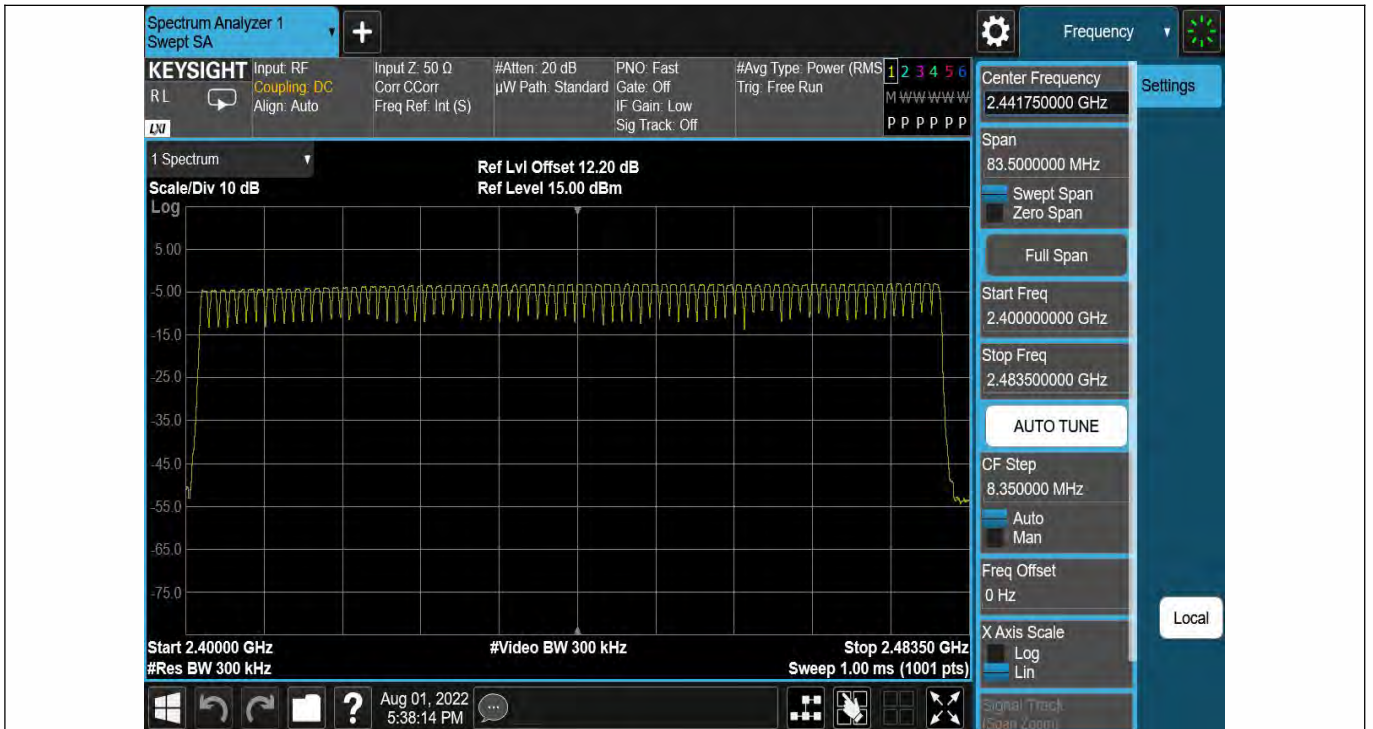 Spectrum Analyzer 1
Swept SA
Frequency
KEYSIGHT
R L
LXI
Input: RF
Coupling: DC
Align: Auto
Input Z: 50 Ω
Corr CCorr
Freq Ref: Int (S)
#Atten: 20 dB
µW Path: Standard
PNO: Fast
Gate: Off
IF Gain: Low
Sig Track: Off
#Avg Type: Power (RMS
Trig: Free Run
1 2 3 4 5 6
M W W W W W
P P P P P P
Center Frequency
2.441750000 GHz
Settings
Span
83.5000000 MHz
Swept Span
Zero Span
Full Span
Start Freq
2.400000000 GHz
Stop Freq
2.483500000 GHz
AUTO TUNE
CF Step
8.350000 MHz
Auto
Man
Freq Offset
0 Hz
X Axis Scale
Log
Lin
Signal Track
(Span Zoom)
Local
1 Spectrum
Scale/Div 10 dB
Ref Lvl Offset 12.20 dB
Ref Level 15.00 dBm
Log
5.00
-5.00
-15.0
-25.0
-35.0
-45.0
-55.0
-65.0
-75.0
Start 2.40000 GHz
#Video BW 300 kHz
Stop 2.48350 GHz
#Res BW 300 kHz
Sweep 1.00 ms (1001 pts)
?
Aug 01, 2022
5:38:14 PM